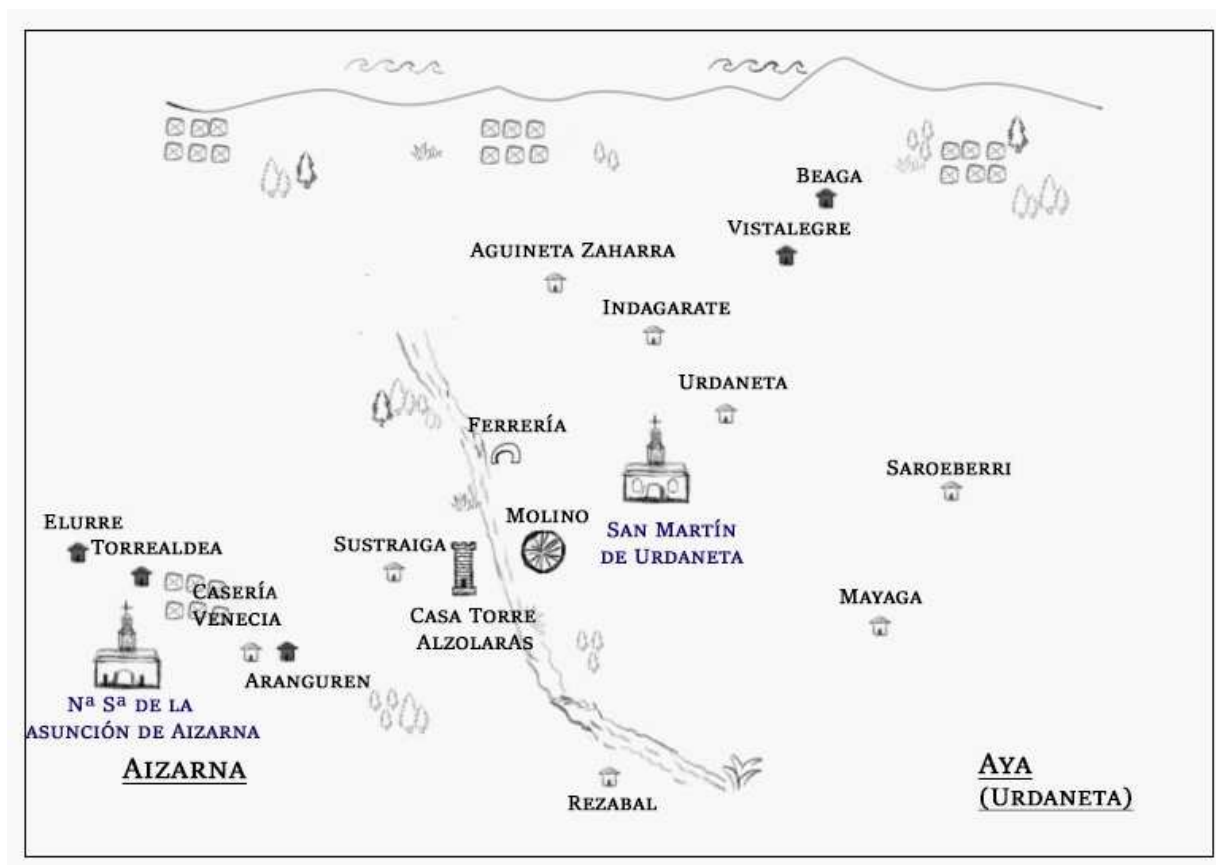 Beaga
Vistalegre
Aguineta Zaharra
Indagarate
Urdaneta
Ferrería
Saroeberri
Molino
San Martín
de Urdaneta
Elurre
Torrealdea
Sustraiga
Casería
Venecia
Casa Torre
AlzolarAs
Mayaga
Aranguren
Nª Sª de la
asunción de Aizarna
Aizarna
Aya
(Urdaneta)
Rezabal